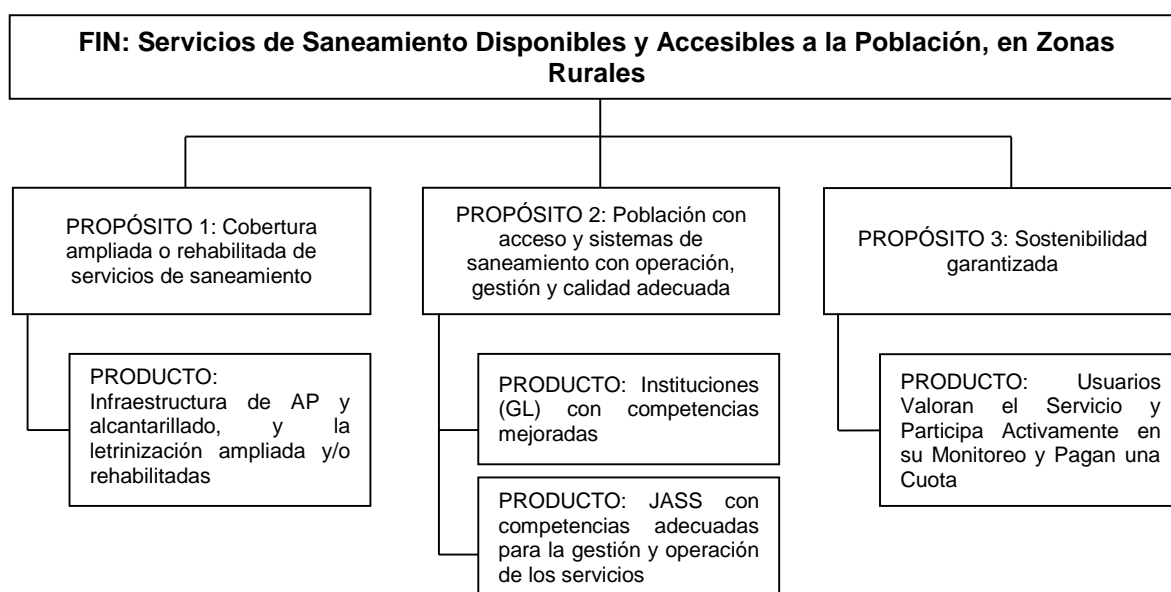 FIN: Servicios de Saneamiento Disponibles y Accesibles a la Población, en Zonas
Rurales
PROPÓSITO 1: Cobertura
ampliada o rehabilitada de
servicios de saneamiento
PROPÓSITO 2: Población con
acceso y sistemas de
saneamiento con operación,
gestión y calidad adecuada
PROPÓSITO 3: Sostenibilidad
garantizada
PRODUCTO:
Infraestructura de AP y
alcantarillado, y la
letrinización ampliada y/o
rehabilitadas
PRODUCTO: Instituciones
(GL) con competencias
mejoradas
PRODUCTO: JASS con
competencias adecuadas
para la gestión y operación
de los servicios
PRODUCTO: Usuarios
Valoran el Servicio y
Participa Activamente en
su Monitoreo y Pagan una
Cuota